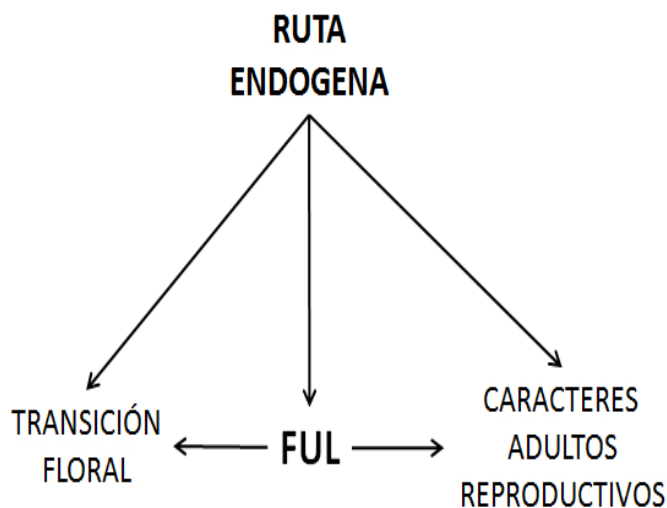 RUTA
ENDOGENA
TRANSICIÓN
FLORAL
FUL
CARACTERES
ADULTOS
REPRODUCTIVOS